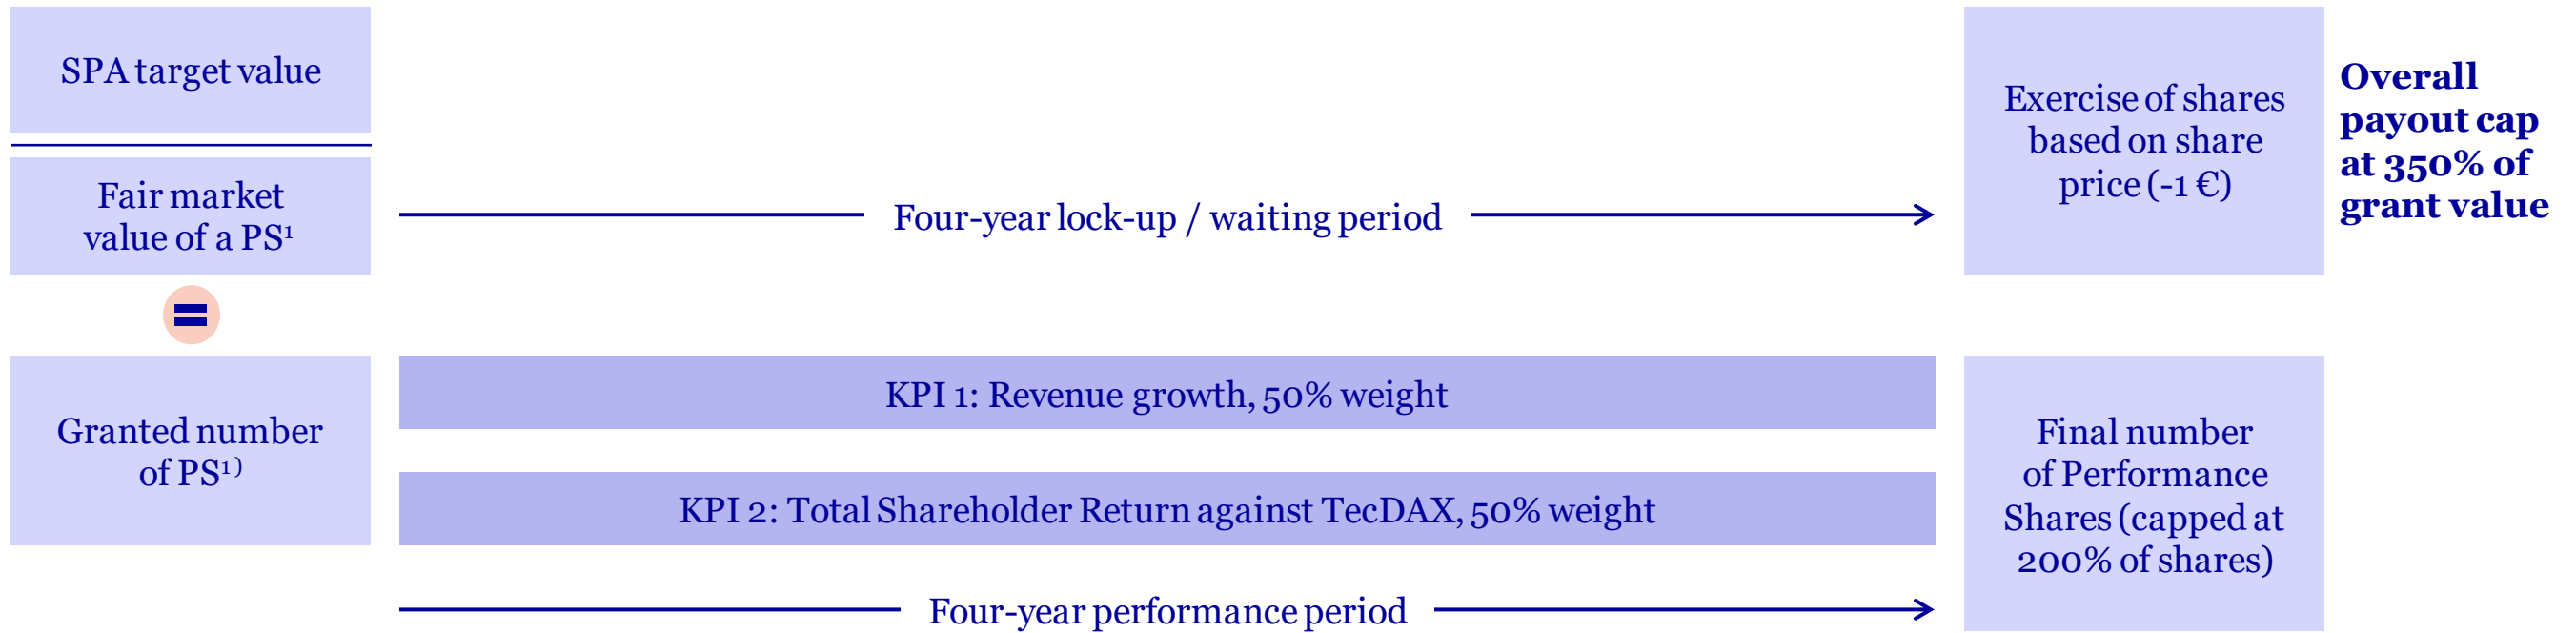 SPA target value
Fair market
value of a PS¹
Granted number
of PS¹⁾
Four-year lock-up / waiting period
KPI 1: Revenue growth, 50% weight
KPI 2: Total Shareholder Return against TecDAX, 50% weight
Four-year performance period
Exercise of shares
based on share
price (-1 €)
Overall
payout cap
at 350% of
grant value
Final number
of Performance
Shares (capped at
200% of shares)